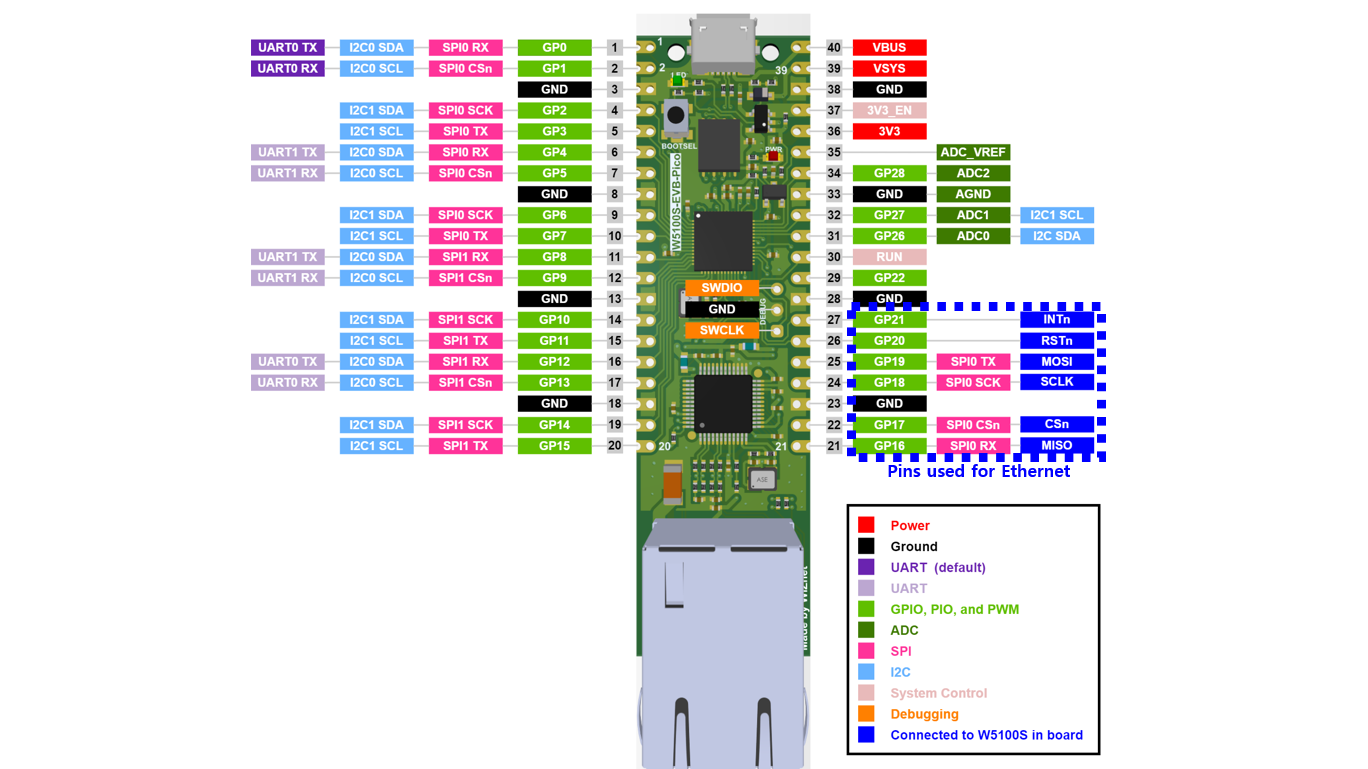 UART0 TX I2C0 SDA SPI0 RX GP0 1 1 40 VBUS
UART0 RX I2C0 SCL SPI0 CSn GP1 2 2 39 39 VSYS
GND 3 LED 38 GND
I2C1 SDA SPI0 SCK GP2 4 37 3V3_EN
I2C1 SCL SPI0 TX GP3 5 36 3V3
BOOTSEL
UART1 TX I2C0 SDA SPI0 RX GP4 6 PWR 35 ADC_VREF
UART1 RX I2C0 SCL SPI0 CSn GP5 7 34 GP28 ADC2
GND 8 33 GND AGND
W5100S-EVB-Pico
I2C1 SDA SPI0 SCK GP6 9 32 GP27 ADC1 I2C1 SCL
I2C1 SCL SPI0 TX GP7 10 31 GP26 ADC0 I2C SDA
UART1 TX I2C0 SDA SPI1 RX GP8 11 30 RUN
UART1 RX I2C0 SCL SPI1 CSn GP9 12 29 GP22
SWDIO
GND 13 28 GND
GND
DEBUG
I2C1 SDA SPI1 SCK GP10 14 27 GP21 INTn
SWCLK
I2C1 SCL SPI1 TX GP11 15 26 GP20 RSTn
UART0 TX I2C0 SDA SPI1 RX GP12 16 25 GP19 SPI0 TX MOSI
UART0 RX I2C0 SCL SPI1 CSn GP13 17 24 GP18 SPI0 SCK SCLK
GND 18 23 GND
I2C1 SDA SPI1 SCK GP14 19 22 GP17 SPI0 CSn CSn
I2C1 SCL SPI1 TX GP15 20 20 21 21 GP16 SPI0 RX MISO
Pins used for Ethernet
ASE
Made by WIZnet
Power
Ground
UART (default)
UART
GPIO, PIO, and PWM
ADC
SPI
I2C
System Control
Debugging
Connected to W5100S in board